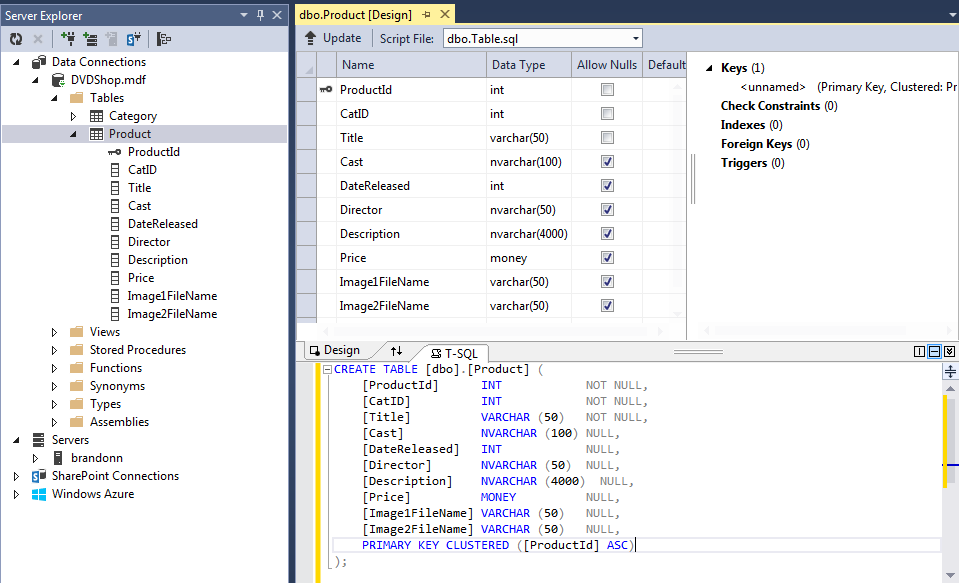 Server Explorer
Data Connections
DVDShop.mdf
Tables
Category
Product
ProductId
CatID
Title
Cast
DateReleased
Director
Description
Price
Image1FileName
Image2FileName
Views
Stored Procedures
Functions
Synonyms
Types
Assemblies
Servers
brandonn
SharePoint Connections
Windows Azure
dbo.Product [Design]
Update Script File: dbo.Table.sql
Name Data Type Allow Nulls Default
ProductId int
CatID int
Title varchar(50)
Cast nvarchar(100)
DateReleased int
Director nvarchar(50)
Description nvarchar(4000)
Price money
Image1FileName varchar(50)
Image2FileName varchar(50)
Keys (1)
<unnamed> (Primary Key, Clustered: Pr
Check Constraints (0)
Indexes (0)
Foreign Keys (0)
Triggers (0)
Design T-SQL
CREATE TABLE [dbo].[Product] (
[ProductId] INT NOT NULL,
[CatID] INT NOT NULL,
[Title] VARCHAR (50) NOT NULL,
[Cast] NVARCHAR (100) NULL,
[DateReleased] INT NULL,
[Director] NVARCHAR (50) NULL,
[Description] NVARCHAR (4000) NULL,
[Price] MONEY NULL,
[Image1FileName] VARCHAR (50) NULL,
[Image2FileName] VARCHAR (50) NULL,
PRIMARY KEY CLUSTERED ([ProductId] ASC)
);